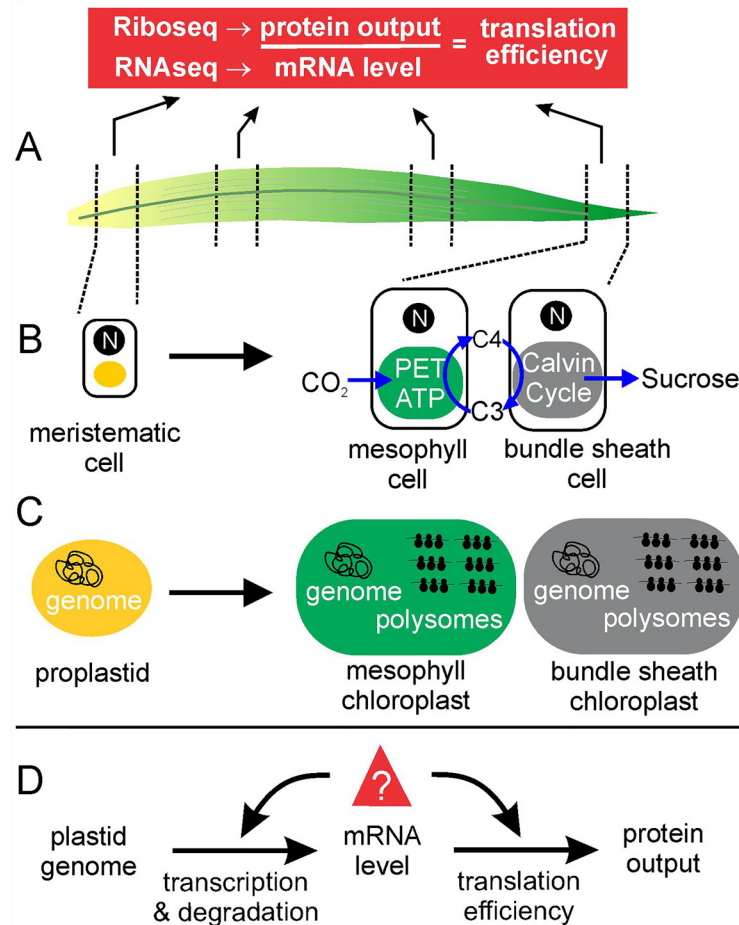 Riboseq → protein output = translation efficiency
RNAseq → mRNA level
A
B
N
N
N
CO2
PET
ATP
C4
C3
Calvin
Cycle
Sucrose
meristematic
cell
mesophyll
cell
bundle sheath
cell
C
genome
genome
polysomes
genome
polysomes
proplastid
mesophyll
chloroplast
bundle sheath
chloroplast
D
?
plastid
genome
mRNA
level
protein
output
transcription
& degradation
translation
efficiency